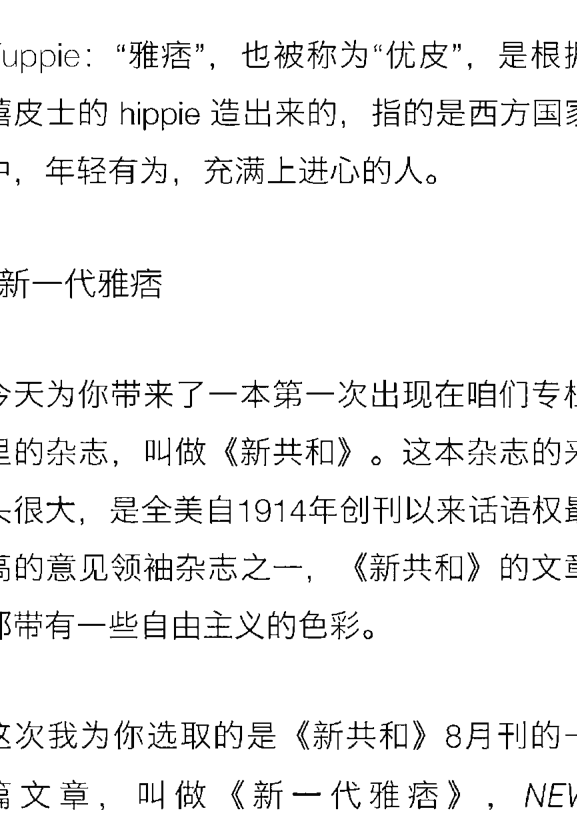 uppie：“雅痞”，也被称为“优皮”，是根据
嬉皮士的 hippie 造出来的，指的是西方国家
中，年轻有为，充满上进心的人。
新一代雅痞
今天为你带来了一本第一次出现在咱们专栏
里的杂志，叫做《新共和》。这本杂志的来
头很大，是全美自1914年创刊以来话语权最
高的意见领袖杂志之一，《新共和》的文章
都带有一些自由主义的色彩。
这次我为你选取的是《新共和》8月刊的一
篇文章，叫做《新一代雅痞》，NEW